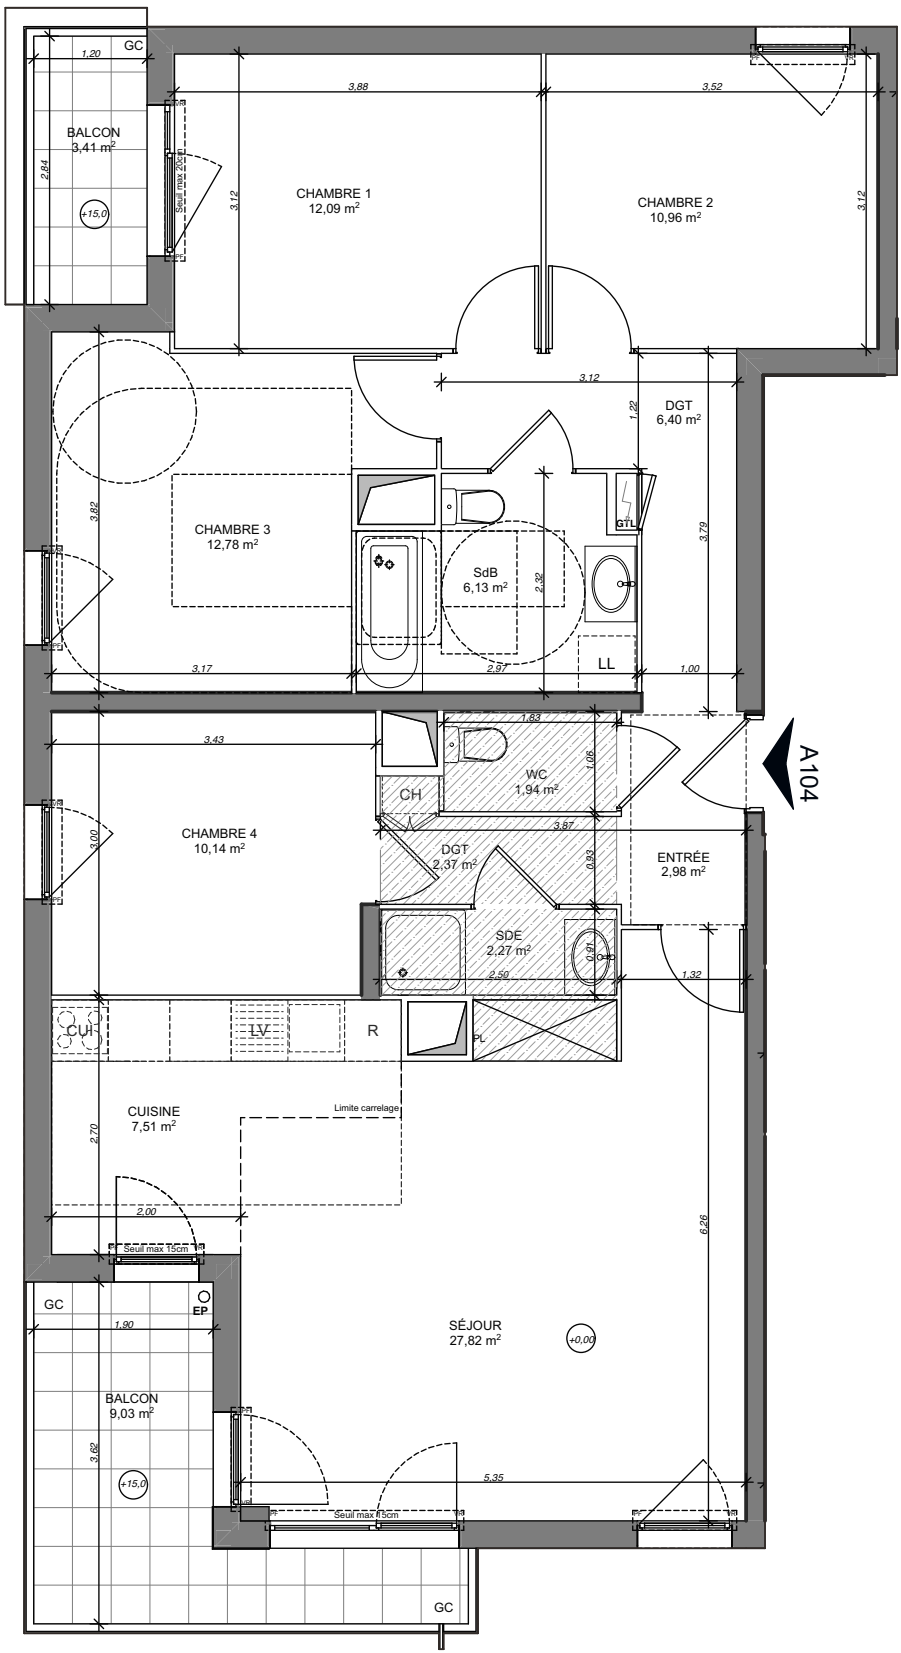 GC
1,20
3,88
3,52
BALCON
3,41 m²
2,84
+15,0
Seuil max 20cm
3,12
CHAMBRE 1
12,09 m²
CHAMBRE 2
10,96 m²
3,12
3,12
1,22
DGT
6,40 m²
3,82
CHAMBRE 3
12,78 m²
GTL
3,79
SdB
6,13 m²
2,32
LL
3,17
2,97
1,00
3,43
1,83
WC
1,94 m²
1,06
A104
CH
3,00
CHAMBRE 4
10,14 m²
3,87
DGT
2,37 m²
0,93
ENTRÉE
2,98 m²
SDE
2,27 m²
0,91
2,50
1,32
CUI
LV
R
PL
Limite carrelage
CUISINE
7,51 m²
2,70
2,00
6,26
Seuil max 15cm
GC
EP
1,90
SÉJOUR
27,82 m²
+0,00
BALCON
9,03 m²
3,62
+15,0
5,35
Seuil max 15cm
GC